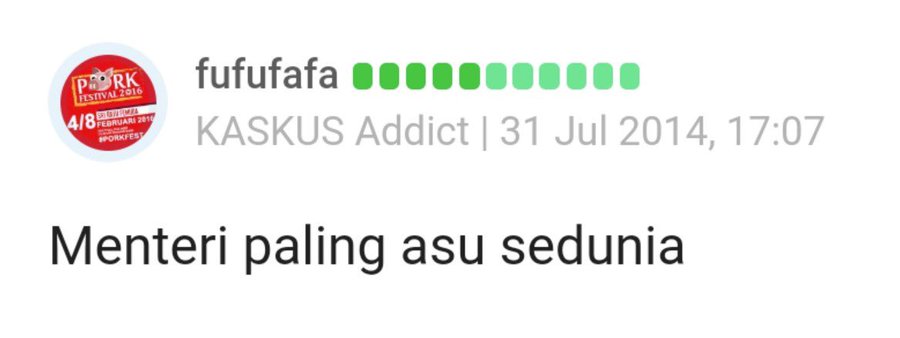 PORK
FESTIVAL 2016
4/8
FEBRUARI 2016
#PORKFEST
fufufafa
KASKUS Addict | 31 Jul 2014, 17:07
Menteri paling asu sedunia